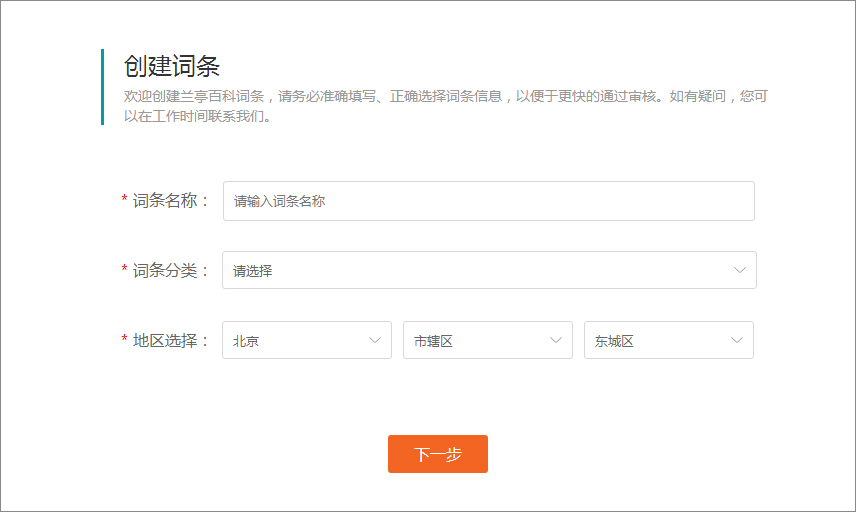 创建词条
欢迎创建兰亭百科词条，请务必准确填写、正确选择词条信息，以便于更快的通过审核。如有疑问，您可
以在工作时间联系我们。
* 词条名称： 请输入词条名称
* 词条分类： 请选择
* 地区选择： 北京 市辖区 东城区
下一步